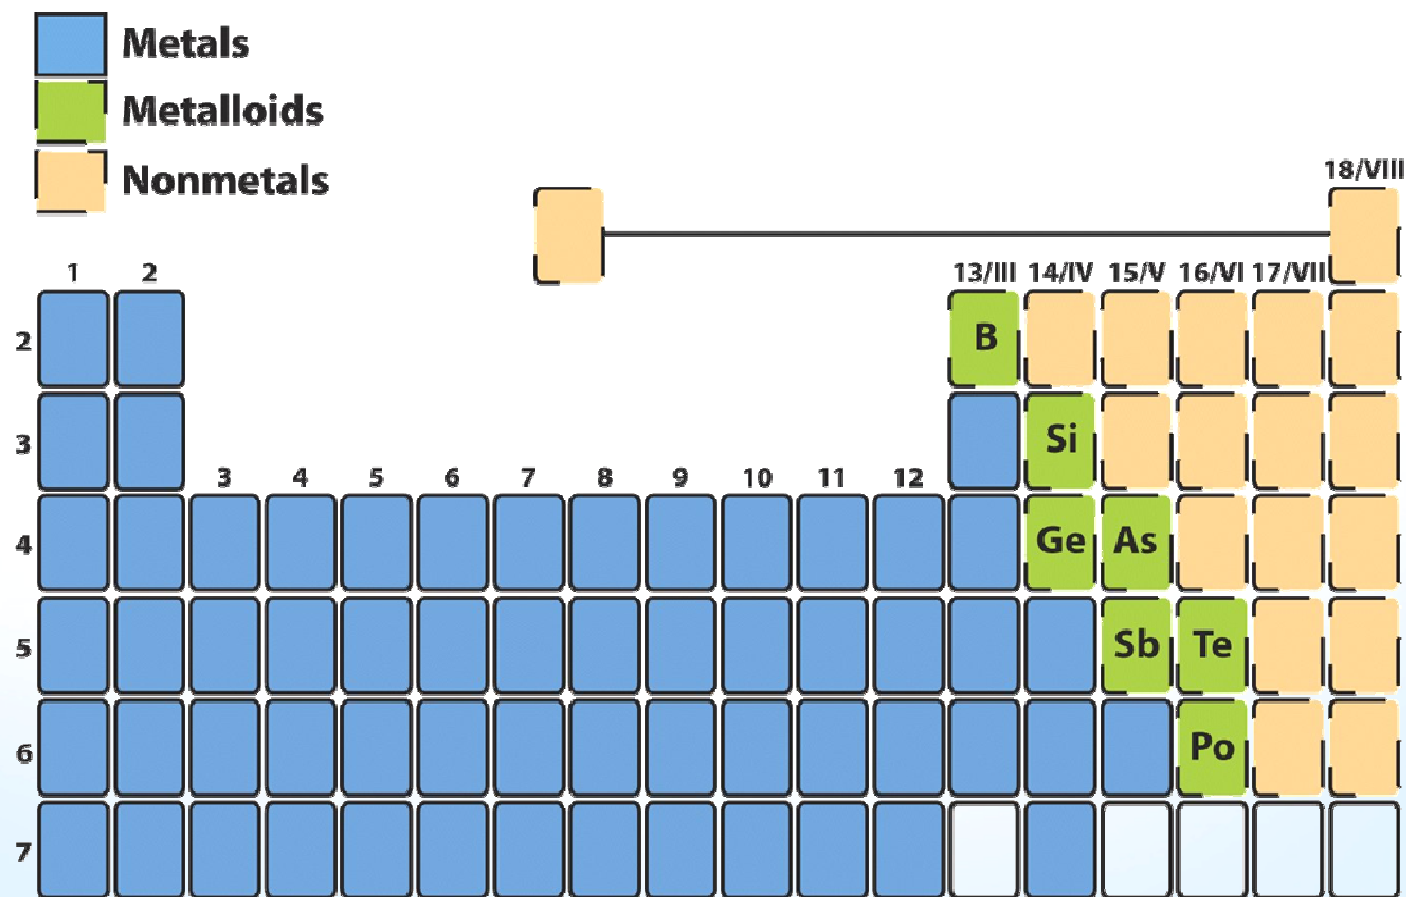 Metals
Metalloids
Nonmetals
18/VIII
1 2 13/III 14/IV 15/V 16/VI 17/VII
2 B
3 Si
3 4 5 6 7 8 9 10 11 12
4 Ge As
5 Sb Te
6 Po
7